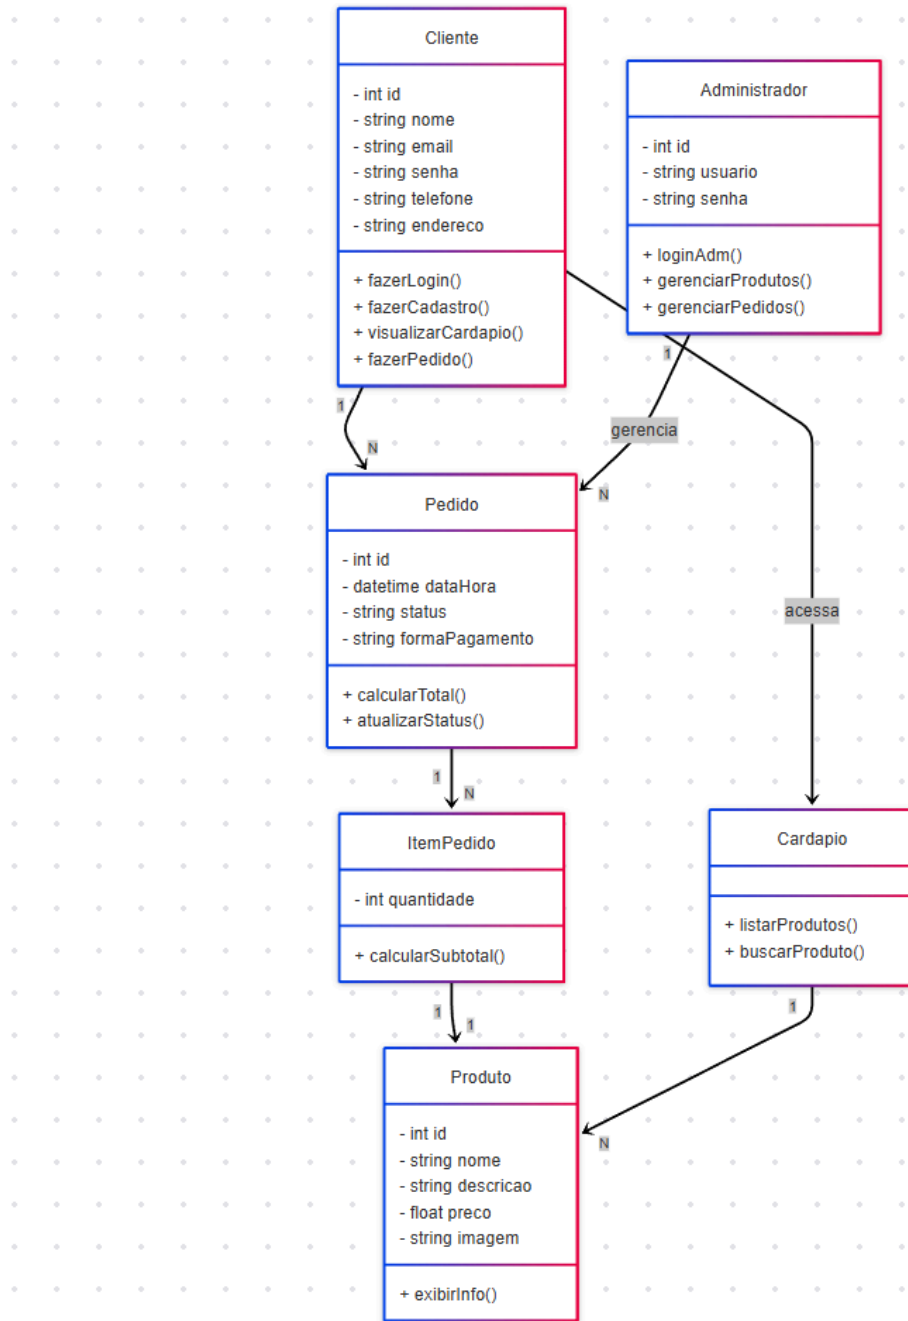 Cliente
- int id
- string nome
- string email
- string senha
- string telefone
- string endereco
+ fazerLogin()
+ fazerCadastro()
+ visualizarCardapio()
+ fazerPedido()
Administrador
- int id
- string usuario
- string senha
+ loginAdm()
+ gerenciarProdutos()
+ gerenciarPedidos()
1
N
1
gerencia
N
Pedido
- int id
- datetime dataHora
- string status
- string formaPagamento
+ calcularTotal()
+ atualizarStatus()
acessa
1
N
ItemPedido
- int quantidade
+ calcularSubtotal()
Cardapio
+ listarProdutos()
+ buscarProduto()
1
1
1
N
Produto
- int id
- string nome
- string descricao
- float preco
- string imagem
+ exibirInfo()